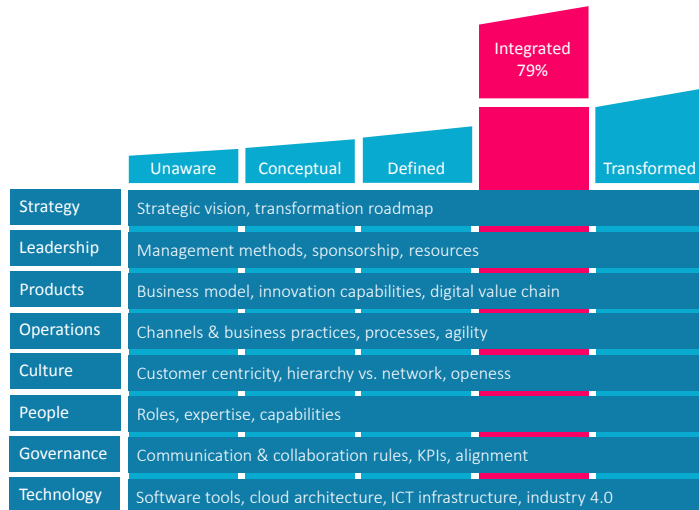 Integrated
79%
Unaware
Conceptual
Defined
Transformed
Strategy
Strategic vision, transformation roadmap
Leadership
Management methods, sponsorship, resources
Products
Business model, innovation capabilities, digital value chain
Operations
Channels & business practices, processes, agility
Culture
Customer centricity, hierarchy vs. network, openess
People
Roles, expertise, capabilities
Governance
Communication & collaboration rules, KPIs, alignment
Technology
Software tools, cloud architecture, ICT infrastructure, industry 4.0